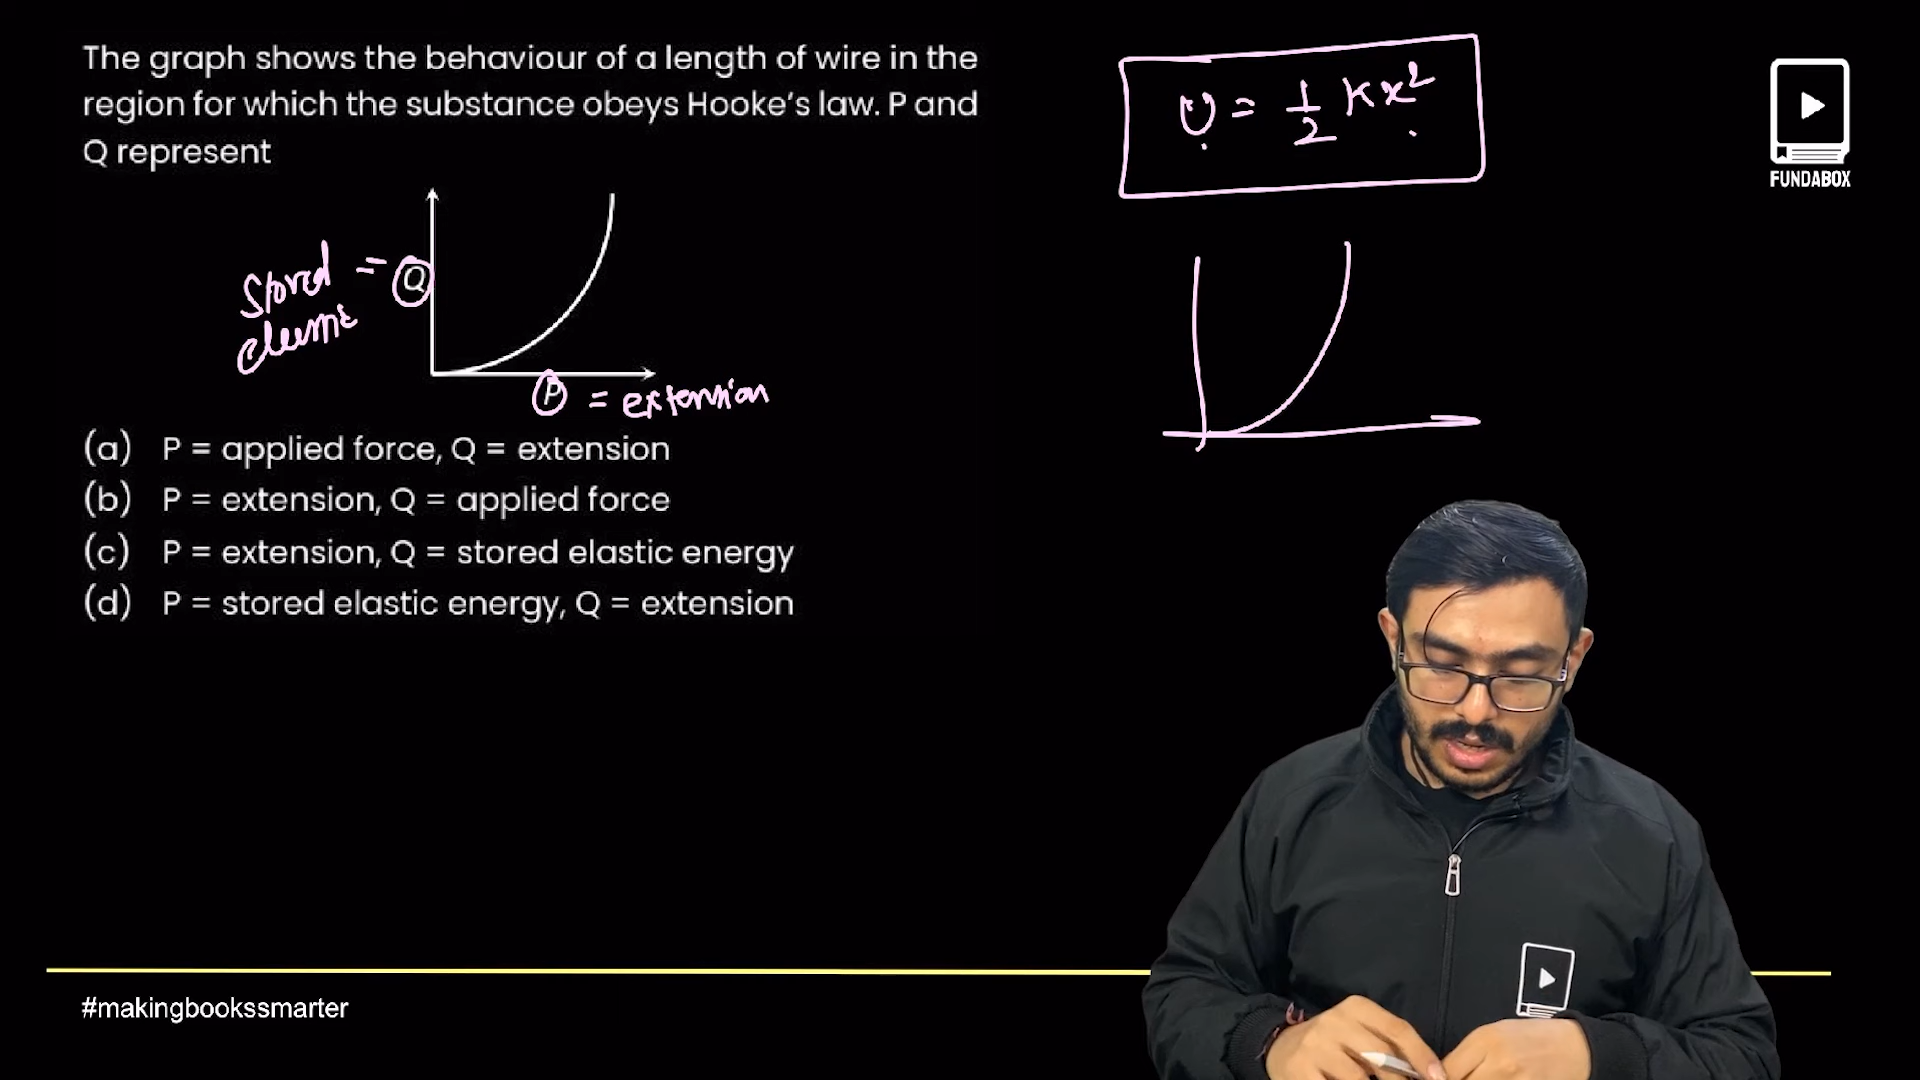 The graph shows the behaviour of a length of wire in the
region for which the substance obeys Hooke's law. P and
Q represent
U = 1/2 Kx²
FUNDABOX
Stored = Q
P = extension
(a) P = applied force, Q = extension
(b) P = extension, Q = applied force
(c) P = extension, Q = stored elastic energy
(d) P = stored elastic energy, Q = extension
#makingbookssmarter